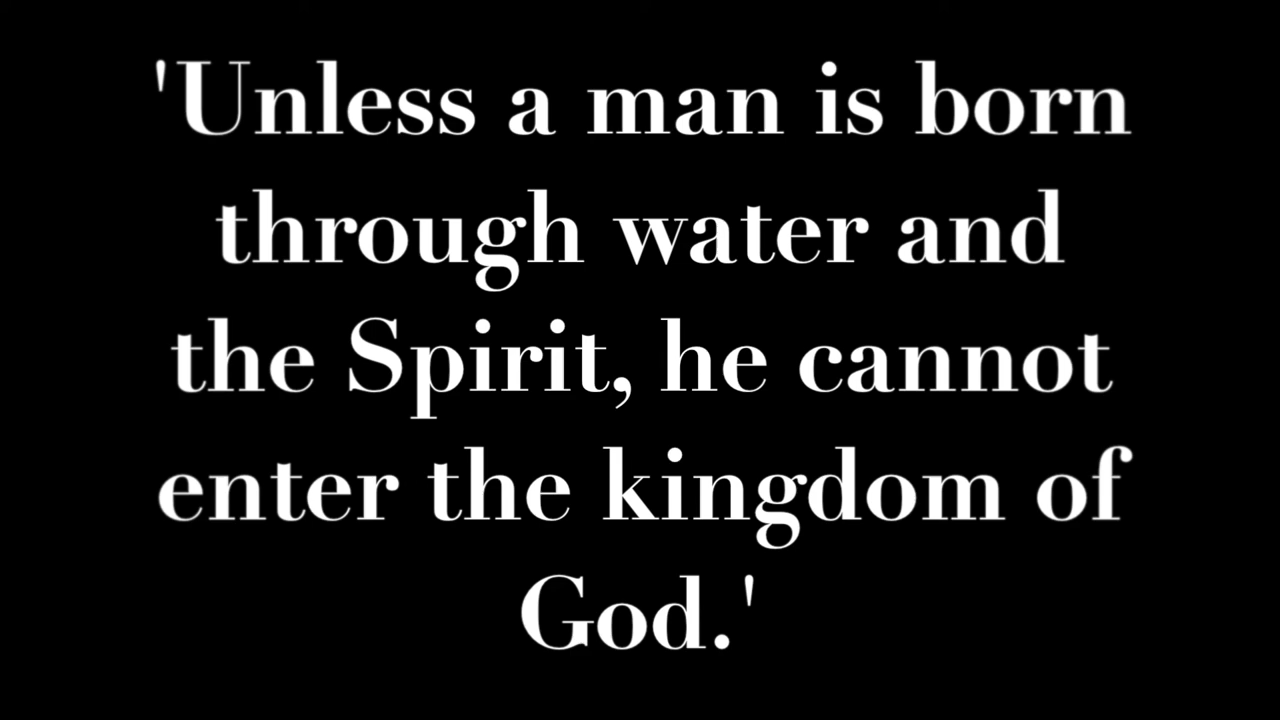 'Unless a man is born
through water and
the Spirit, he cannot
enter the kingdom of
God.'